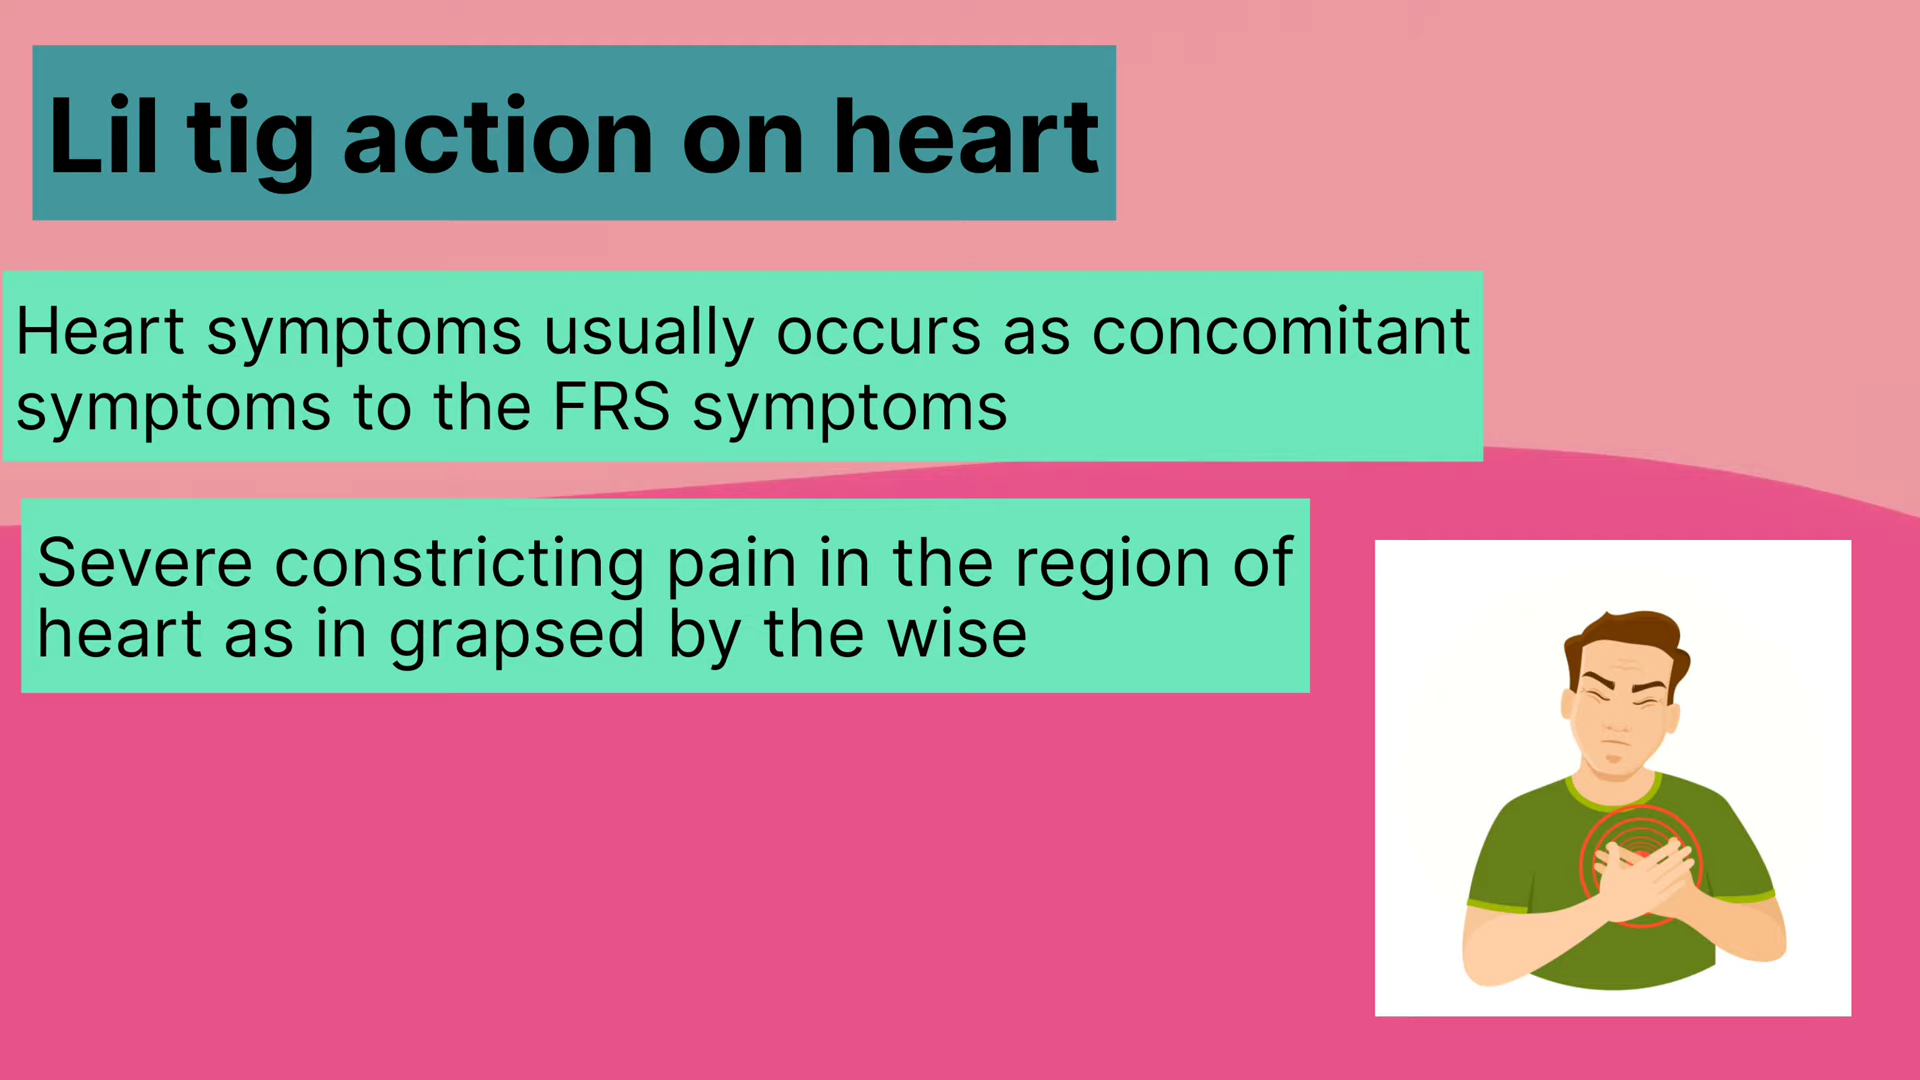 Lil tig action on heart
Heart symptoms usually occurs as concomitant
symptoms to the FRS symptoms
Severe constricting pain in the region of
heart as in grapsed by the wise